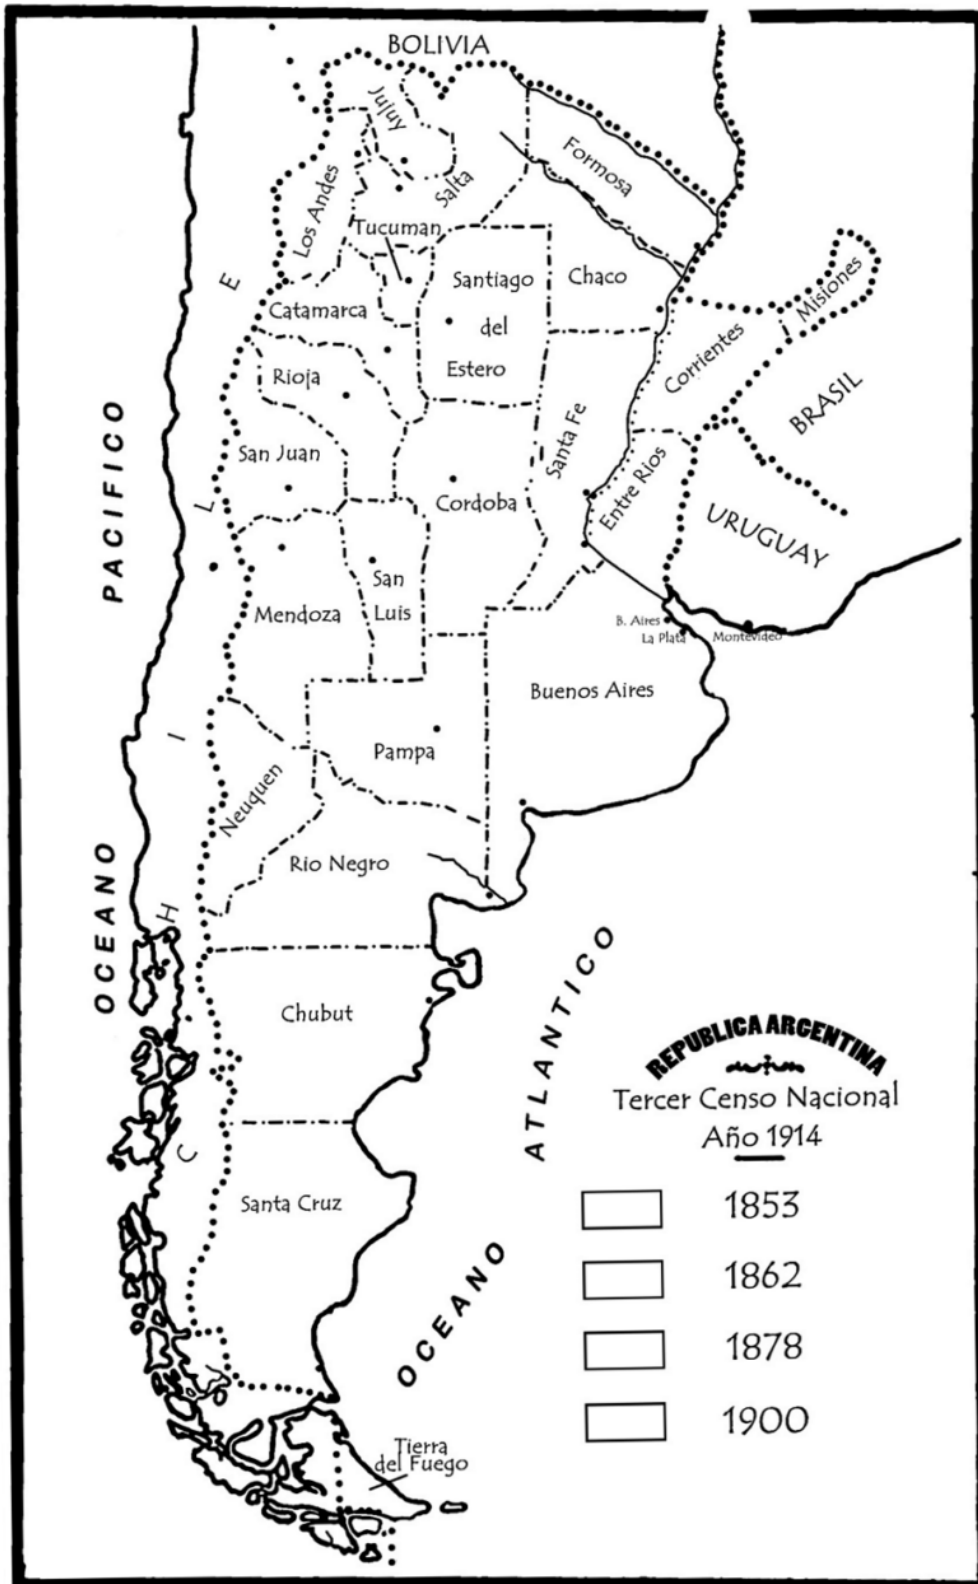 BOLIVIA
Jujuy
Salta
Formosa
Los Andes
Tucuman
Santiago
del
Estero
Chaco
Misiones
Catamarca
Corrientes
Rioja
BRASIL
San Juan
Santa Fe
Cordoba
Entre Rios
URUGUAY
San
Luis
Mendoza
B. Aires
La Plata
Montevideo
Buenos Aires
Pampa
Neuquen
Rio Negro
Chubut
Santa Cruz
Tierra
del Fuego
CHILE
OCEANO PACIFICO
OCEANO ATLANTICO
REPUBLICA ARGENTINA
Tercer Censo Nacional
Año 1914
1853
1862
1878
1900